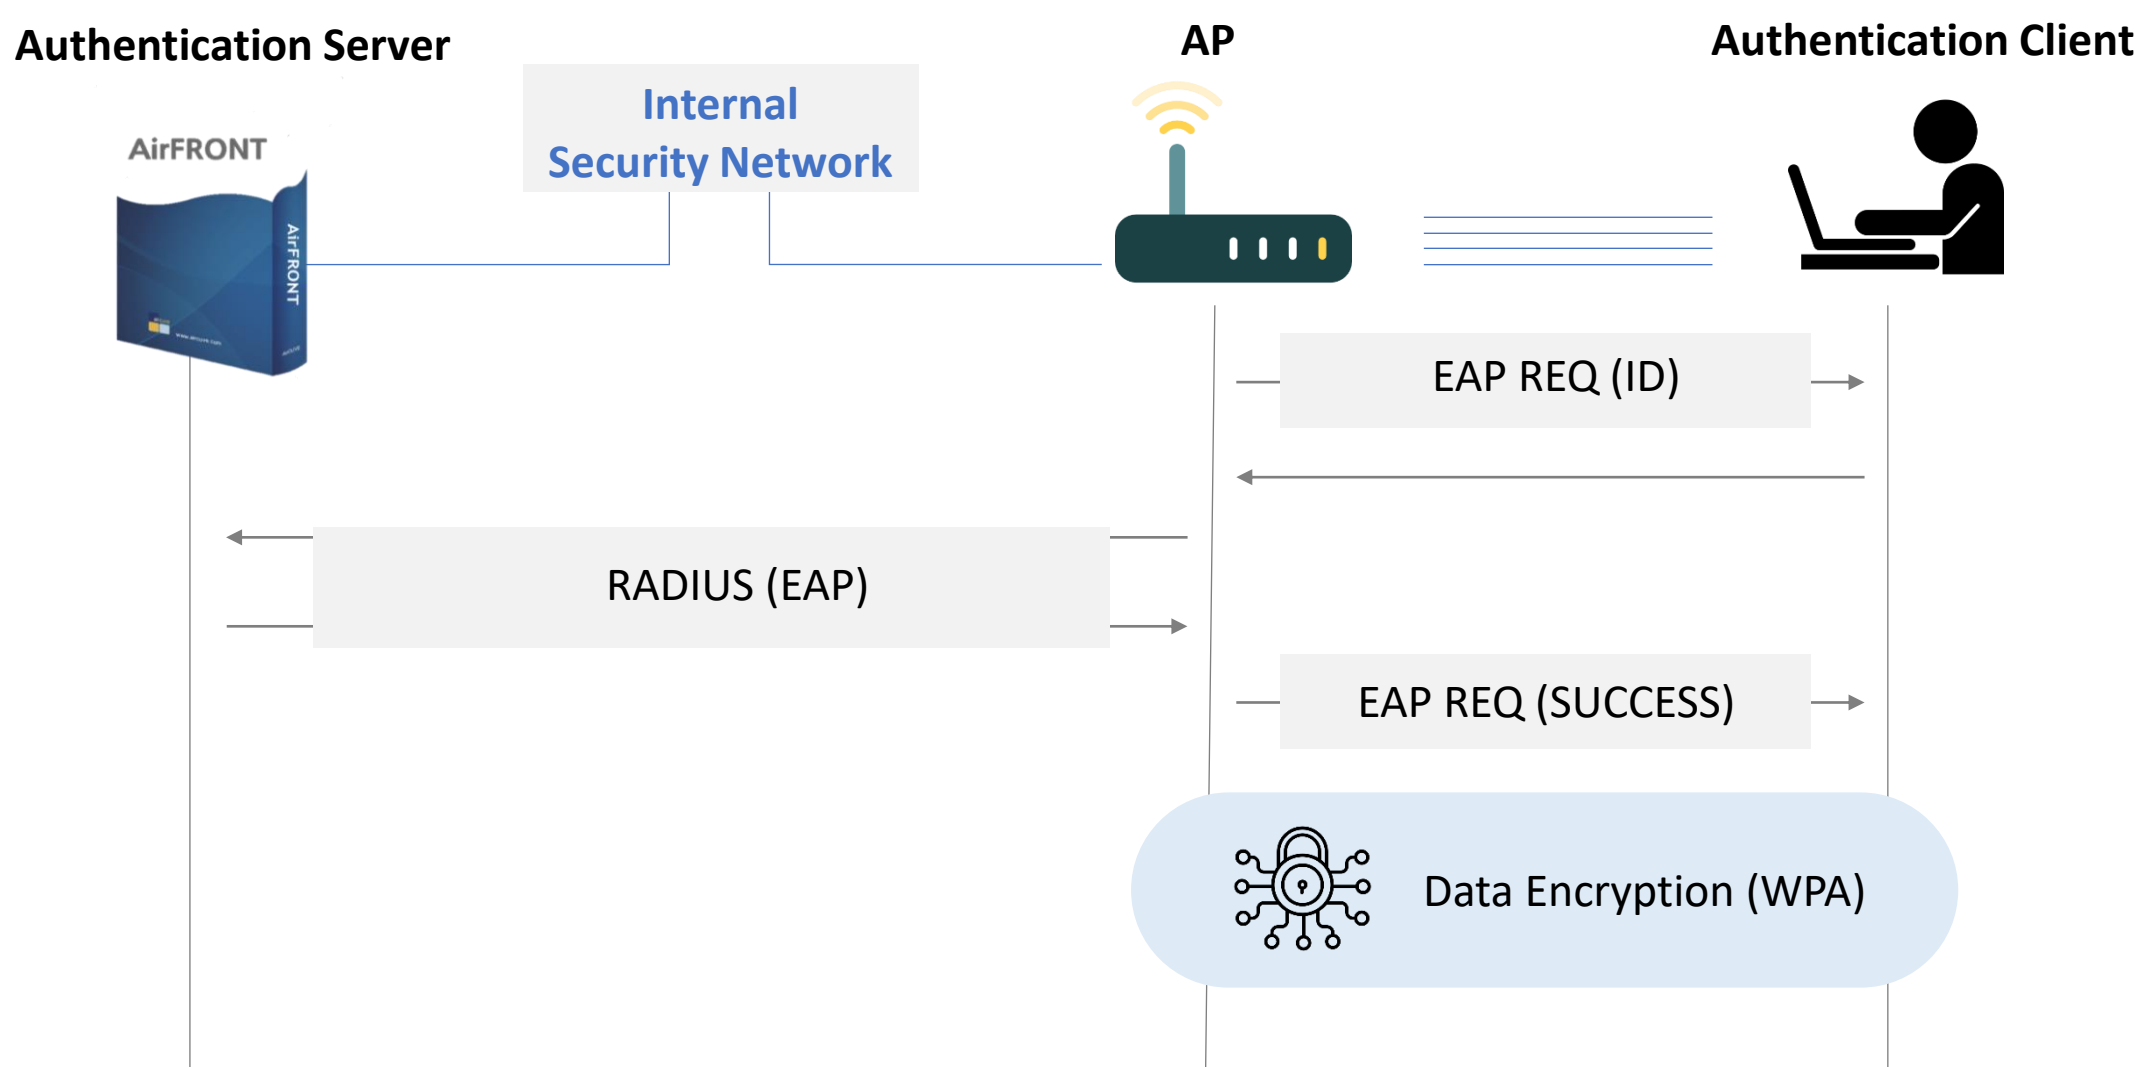 Authentication Server
AP
Authentication Client
Internal
Security Network
AirFRONT
AirFRONT
EAP REQ (ID)
RADIUS (EAP)
EAP REQ (SUCCESS)
Data Encryption (WPA)